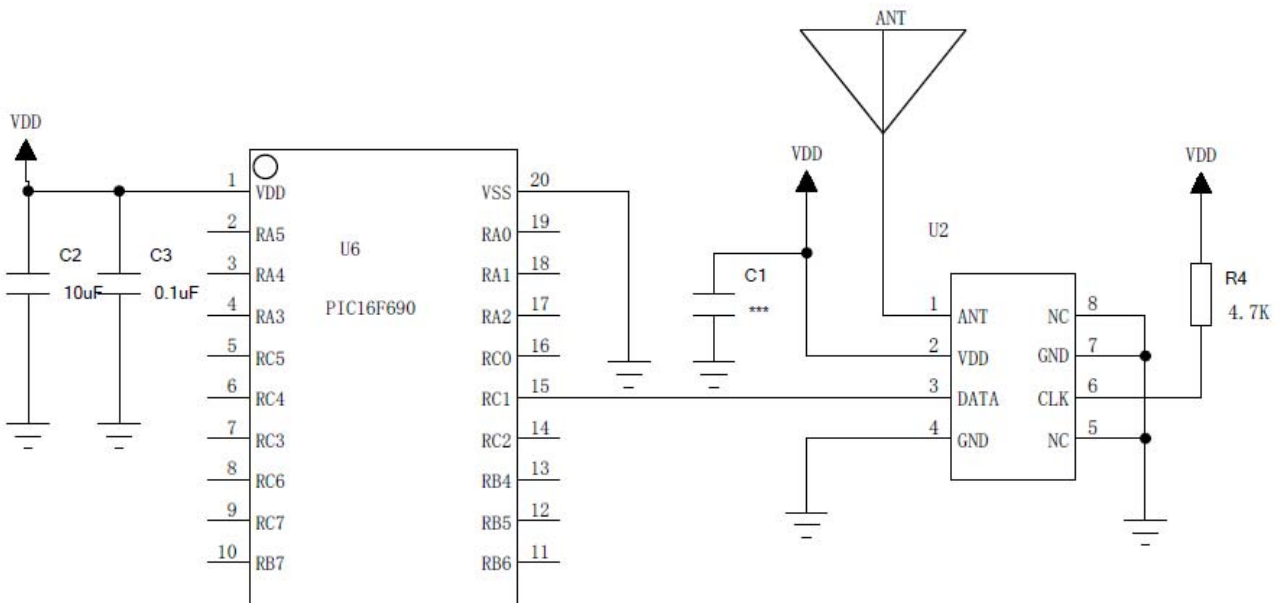 ANT
VDD
VDD
VDD
1 VDD VSS 20
2 RA5 RA0 19
U6
C2
10uF
C3
0.1uF
3 RA4 RA1 18
4 RA3 RA2 17
PIC16F690
5 RC5 RC0 16
6 RC4 RC1 15
7 RC3 RC2 14
8 RC6 RB4 13
9 RC7 RB5 12
10 RB7 RB6 11
C1
***
U2
1 ANT NC 8
2 VDD GND 7
3 DATA CLK 6
4 GND NC 5
R4
4.7K